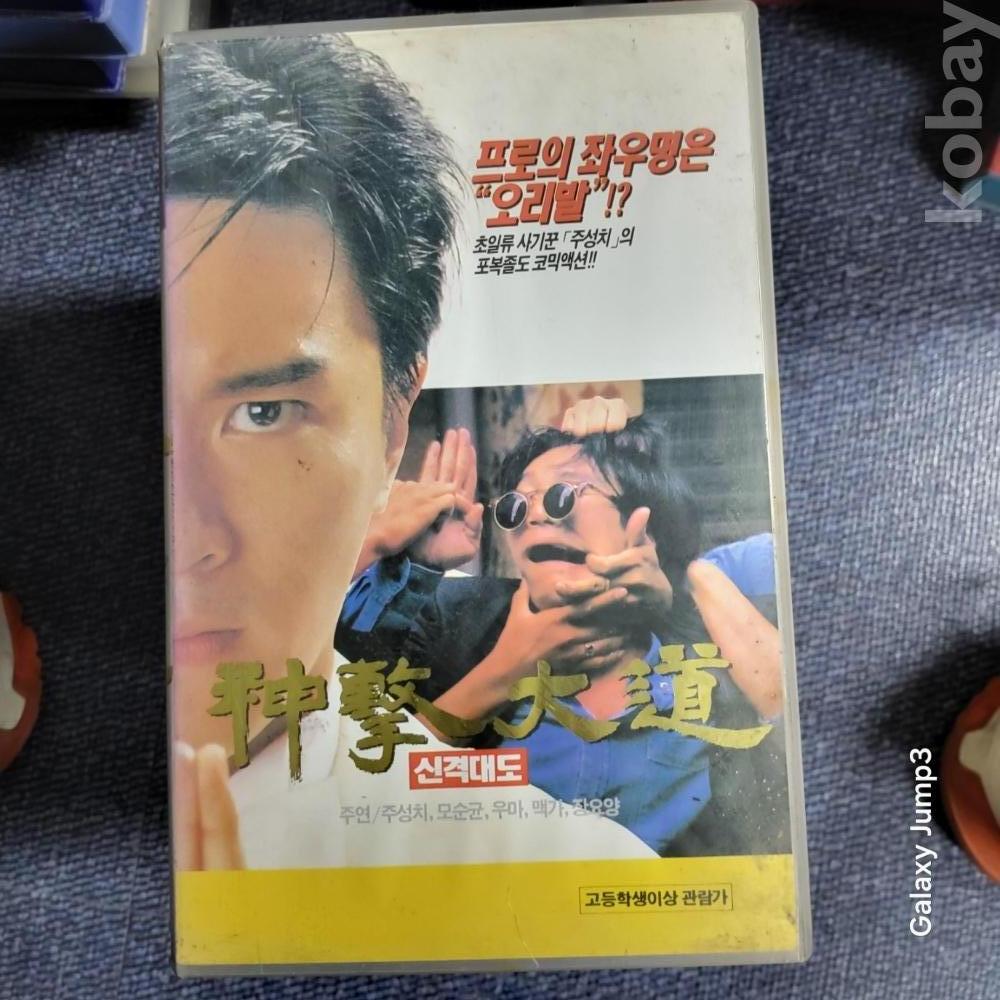 kobay
프로의 좌우명은
“오리발”!?
초일류 사기꾼「주성치」의
포복졸도 코믹액션!!
神擊大道
신격대도
주연/주성치, 모순균, 우마, 맥가, 장요양
고등학생이상 관람가
Galaxy Jump3